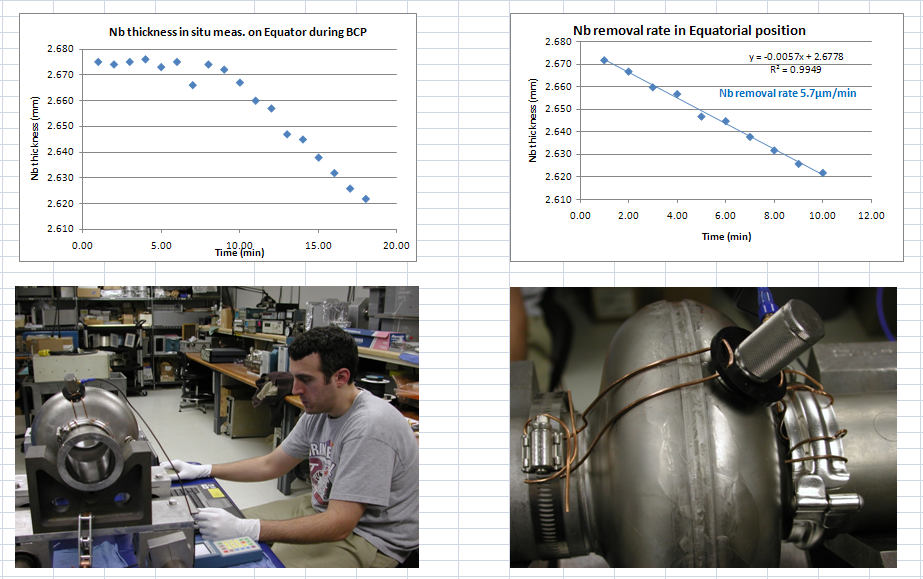 Nb thickness in situ meas. on Equator during BCP
Nb thickness (mm)
2.680
2.670
2.660
2.650
2.640
2.630
2.620
2.610
0.00 5.00 10.00 15.00 20.00
Time (min)
Nb removal rate in Equatorial position
Nb thickness (mm)
2.680
2.670
2.660
2.650
2.640
2.630
2.620
2.610
y = -0.0057x + 2.6778
R² = 0.9949
Nb removal rate 5.7µm/min
0.00 2.00 4.00 6.00 8.00 10.00 12.00
Time (min)